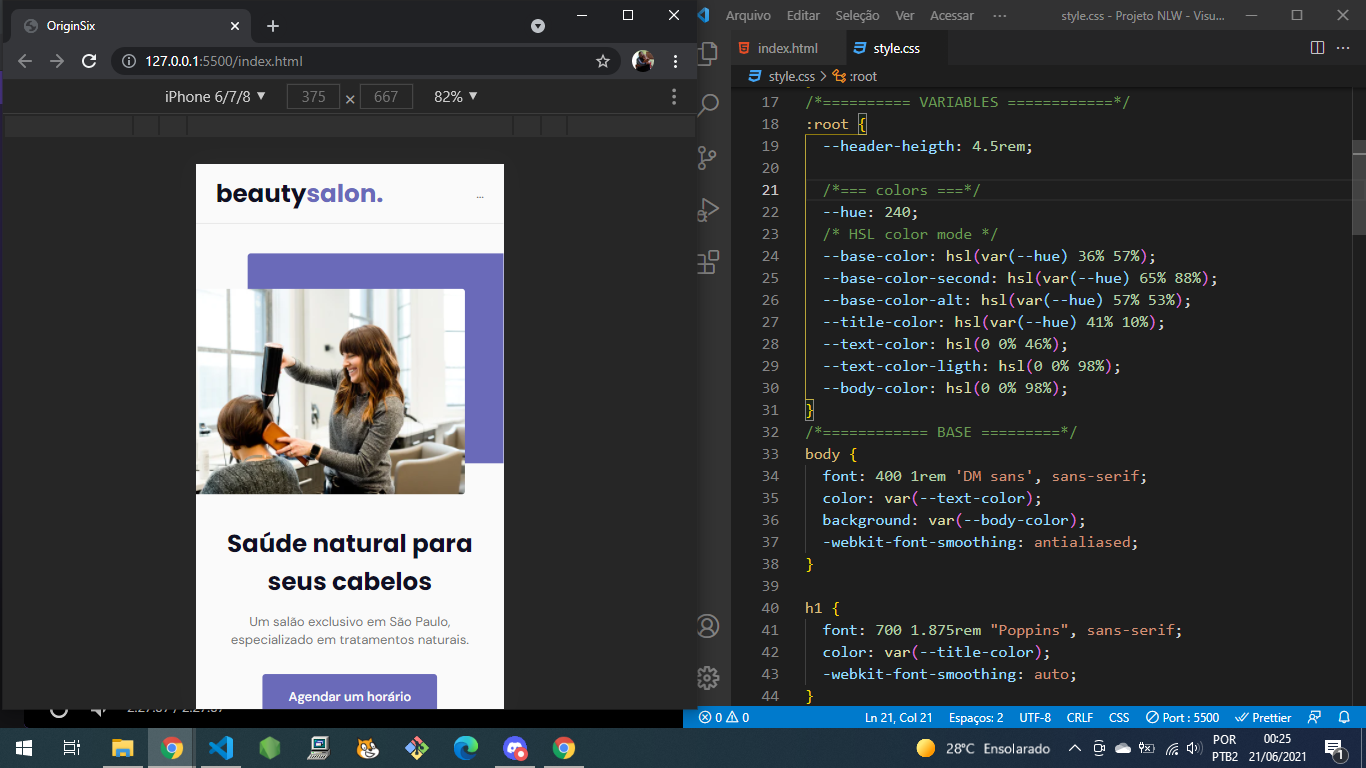 OriginSix
127.0.0.1:5500/index.html
iPhone 6/7/8 ▼ 375 × 667 82% ▼
beautysalon.
...
Saúde natural para
seus cabelos
Um salão exclusivo em São Paulo,
especializado em tratamentos naturais.
Agendar um horário
Arquivo Editar Seleção Ver Acessar ··· style.css - Projeto NLW - Visu...
index.html style.css
style.css > :root
17 /*========== VARIABLES ============*/
18 :root {
19 --header-heigth: 4.5rem;
20
21 /*=== colors ===*/
22 --hue: 240;
23 /* HSL color mode */
24 --base-color: hsl(var(--hue) 36% 57%);
25 --base-color-second: hsl(var(--hue) 65% 88%);
26 --base-color-alt: hsl(var(--hue) 57% 53%);
27 --title-color: hsl(var(--hue) 41% 10%);
28 --text-color: hsl(0 0% 46%);
29 --text-color-ligth: hsl(0 0% 98%);
30 --body-color: hsl(0 0% 98%);
31 }
32 /*============ BASE =========*/
33 body {
34 font: 400 1rem 'DM sans', sans-serif;
35 color: var(--text-color);
36 background: var(--body-color);
37 -webkit-font-smoothing: antialiased;
38 }
39
40 h1 {
41 font: 700 1.875rem "Poppins", sans-serif;
42 color: var(--title-color);
43 -webkit-font-smoothing: auto;
44 }
0 0 Ln 21, Col 21 Espaços: 2 UTF-8 CRLF CSS Port : 5500 Prettier
28°C Ensolarado
POR
PTB2
00:25
21/06/2021
1